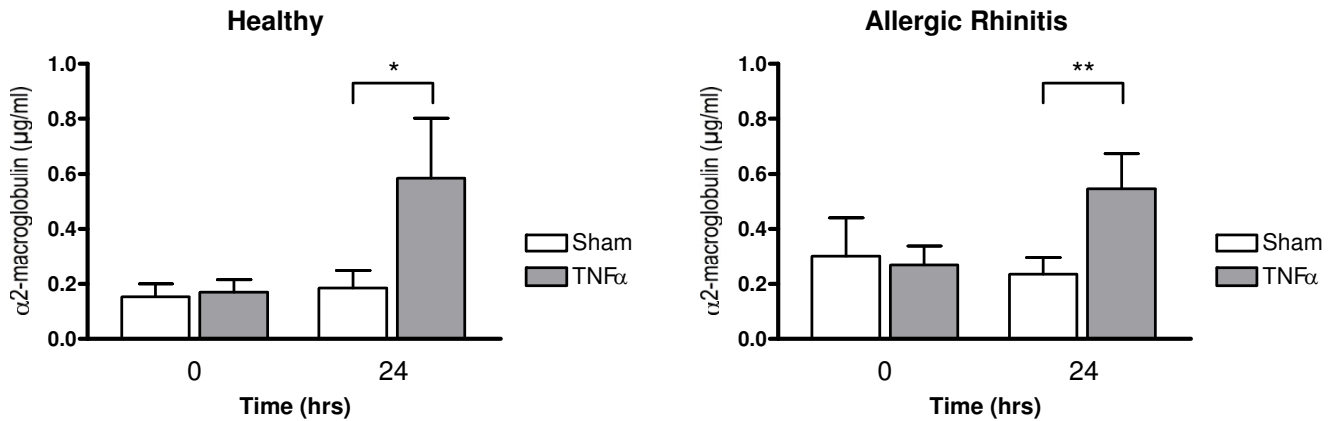 Healthy
α2-macroglobulin (µg/ml)
1.0
0.8
0.6
0.4
0.2
0.0
*
0
24
Time (hrs)
Sham
TNFα
Allergic Rhinitis
α2-macroglobulin (µg/ml)
1.0
0.8
0.6
0.4
0.2
0.0
**
0
24
Time (hrs)
Sham
TNFα